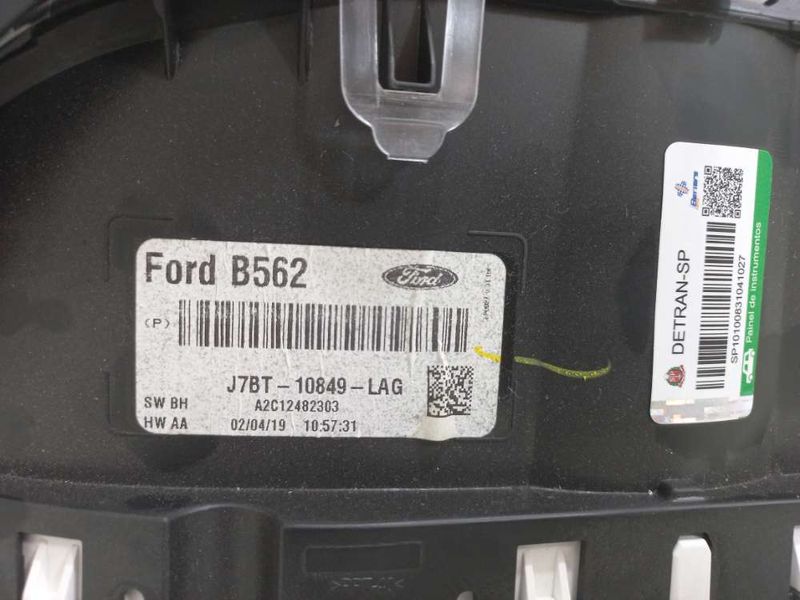 Ford B562
Ford
(P)
J7BT-10849-LAG
A2C12482303
SW BH
HW AA
02/04/19 10:57:31
DETRAN-SP
SP10100831041027
Painel de instrumentos